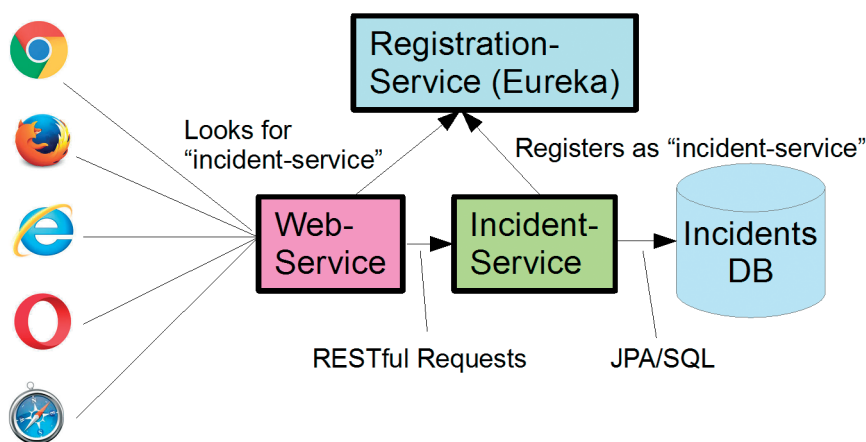 Registration-
Service (Eureka)
Looks for
“incident-service”
Registers as “incident-service”
Web-
Service
Incident-
Service
Incidents
DB
RESTful Requests
JPA/SQL